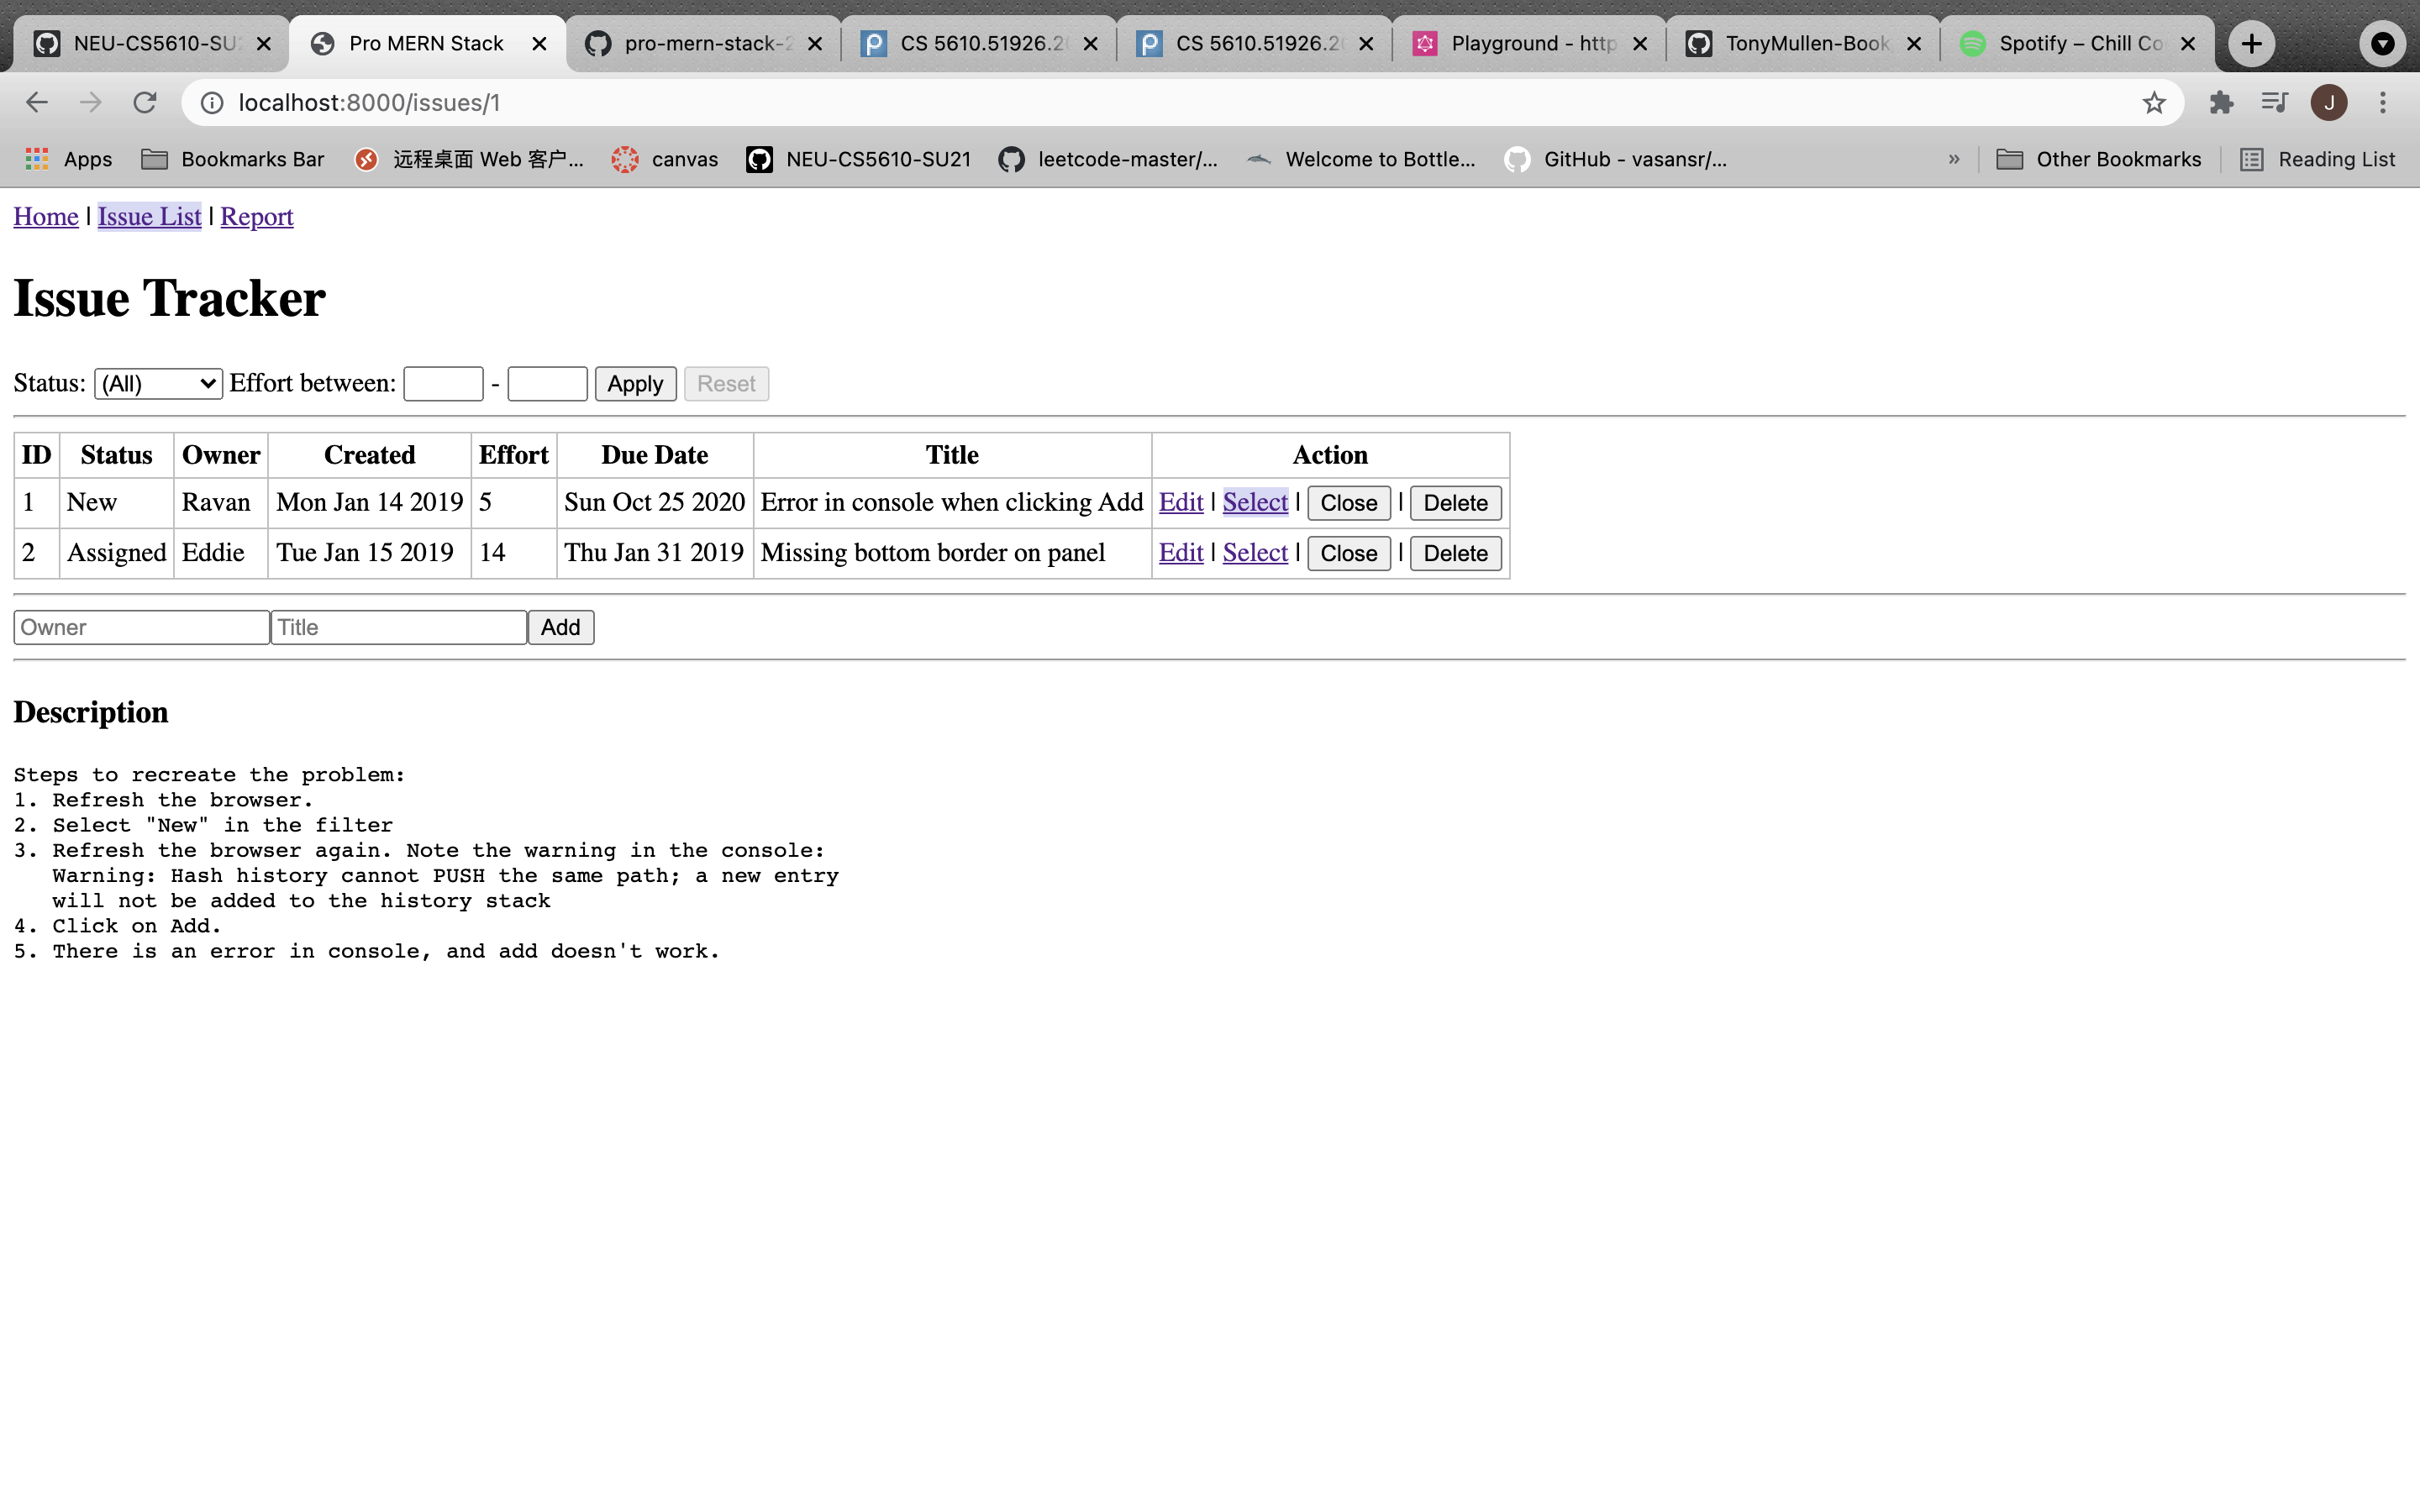 NEU-CS5610-SU
Pro MERN Stack
pro-mern-stack-2
CS 5610.51926.2
CS 5610.51926.2
Playground - http
TonyMullen-Book
Spotify – Chill Co
localhost:8000/issues/1
J
Apps
Bookmarks Bar
远程桌面 Web 客户...
canvas
NEU-CS5610-SU21
leetcode-master/...
Welcome to Bottle...
GitHub - vasansr/...
»
Other Bookmarks
Reading List
Home | Issue List | Report
Issue Tracker
Status: (All) Effort between: - Apply Reset
ID Status Owner Created Effort Due Date Title Action
1 New Ravan Mon Jan 14 2019 5 Sun Oct 25 2020 Error in console when clicking Add Edit | Select | Close | Delete
2 Assigned Eddie Tue Jan 15 2019 14 Thu Jan 31 2019 Missing bottom border on panel Edit | Select | Close | Delete
Owner Title Add
Description
Steps to recreate the problem:
1. Refresh the browser.
2. Select "New" in the filter
3. Refresh the browser again. Note the warning in the console:
Warning: Hash history cannot PUSH the same path; a new entry
will not be added to the history stack
4. Click on Add.
5. There is an error in console, and add doesn't work.